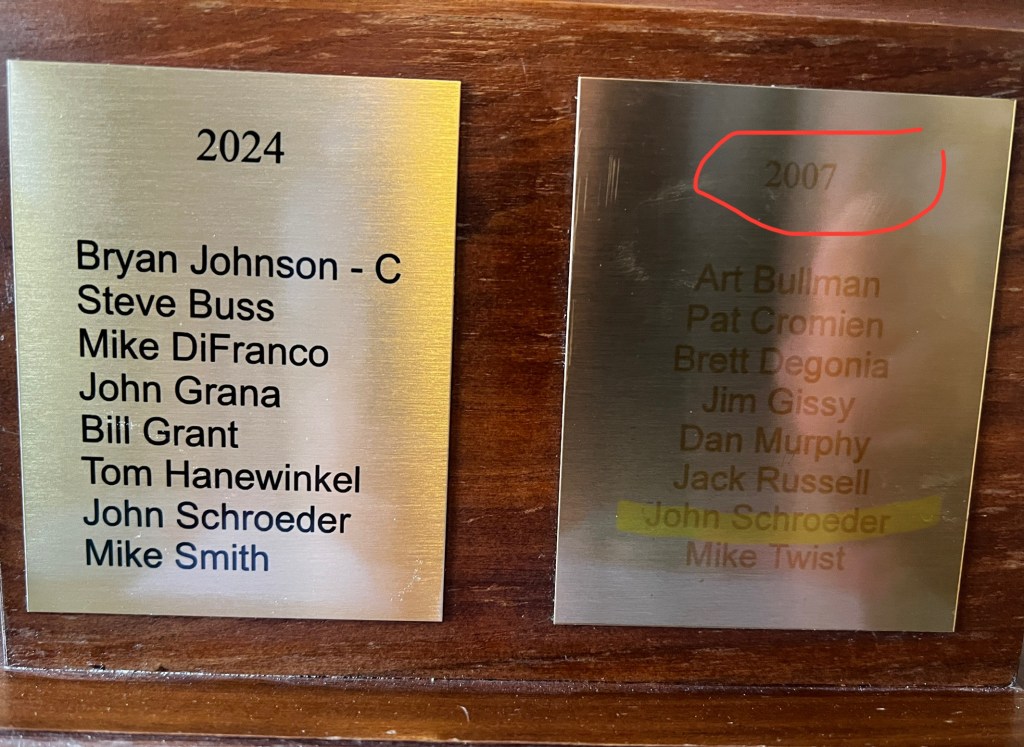 2024
Bryan Johnson - C
Steve Buss
Mike DiFranco
John Grana
Bill Grant
Tom Hanewinkel
John Schroeder
Mike Smith
2007
Art Bullman
Pat Cromien
Brett Degonia
Jim Gissy
Dan Murphy
Jack Russell
John Schroeder
Mike Twist